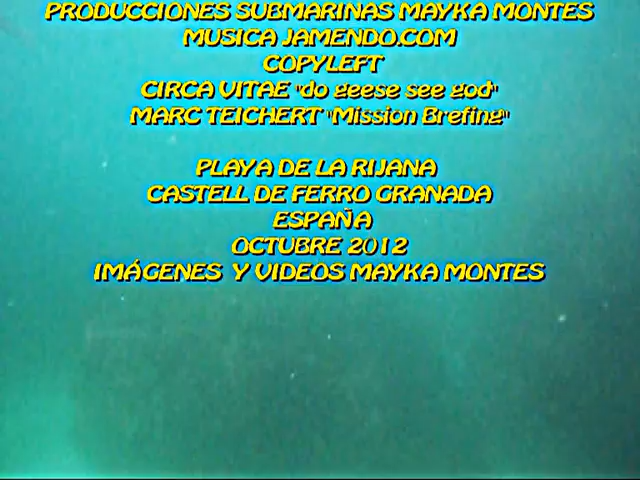 PRODUCCIONES SUBMARINAS MAYKA MONTES
MUSICA JAMENDO.COM
COPYLEFT
CIRCA VITAE "do geese see god"
MARC TEICHERT "Mission Brefing"
PLAYA DE LA RIJANA
CASTELL DE FERRO GRANADA
ESPAÑA
OCTUBRE 2012
IMÁGENES Y VIDEOS MAYKA MONTES